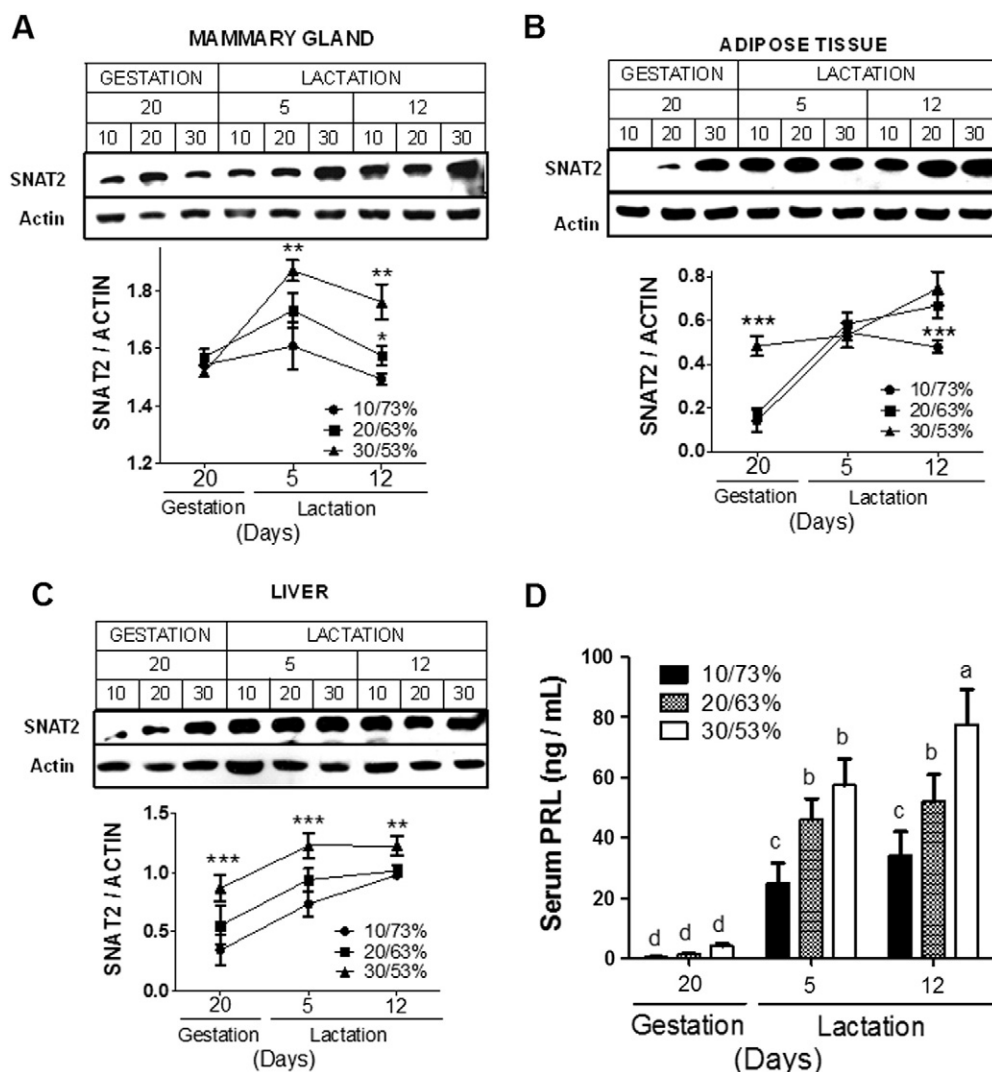 A
MAMMARY GLAND
GESTATION LACTATION
20 5 12
10 20 30 10 20 30 10 20 30
SNAT2
Actin
** **
*
SNAT2 / ACTIN
1.8
1.6
1.4
1.2
10/73%
20/63%
30/53%
20 5 12
Gestation Lactation
(Days)
B
ADIPOSE TISSUE
GESTATION LACTATION
20 5 12
10 20 30 10 20 30 10 20 30
SNAT2
Actin
*** ***
SNAT2 / ACTIN
0.8
0.6
0.4
0.2
0.0
10/73%
20/63%
30/53%
20 5 12
Gestation Lactation
(Days)
C
LIVER
GESTATION LACTATION
20 5 12
10 20 30 10 20 30 10 20 30
SNAT2
Actin
*** *** **
SNAT2 / ACTIN
1.5
1.0
0.5
0.0
10/73%
20/63%
30/53%
20 5 12
Gestation Lactation
(Days)
D
Serum PRL (ng / mL)
100
80
60
40
20
0
10/73%
20/63%
30/53%
d d d c b b c b a
20 5 12
Gestation Lactation
(Days)